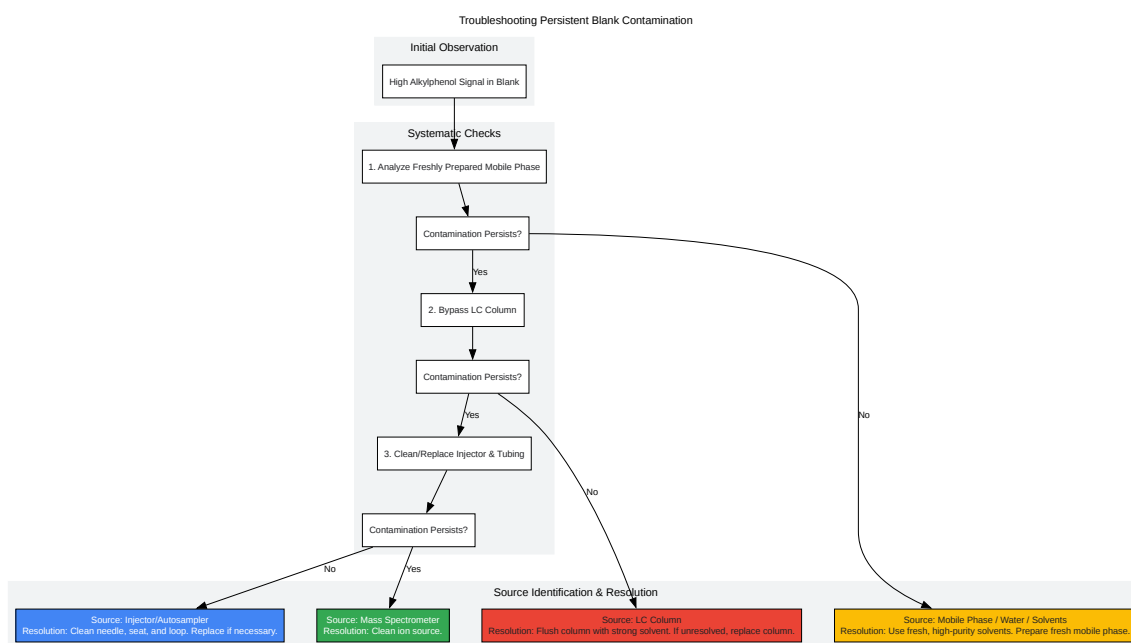 Troubleshooting Persistent Blank Contamination
Initial Observation
High Alkylphenol Signal in Blank
Systematic Checks
1. Analyze Freshly Prepared Mobile Phase
Contamination Persists?
Yes
2. Bypass LC Column
Contamination Persists?
Yes
No
3. Clean/Replace Injector & Tubing
No
Contamination Persists?
No
Yes
Source Identification & Resolution
Source: Injector/Autosampler
Resolution: Clean needle, seat, and loop. Replace if necessary.
Source: Mass Spectrometer
Resolution: Clean ion source.
Source: LC Column
Resolution: Flush column with strong solvent. If unresolved, replace column.
Source: Mobile Phase / Water / Solvents
Resolution: Use fresh, high-purity solvents. Prepare fresh mobile phase.